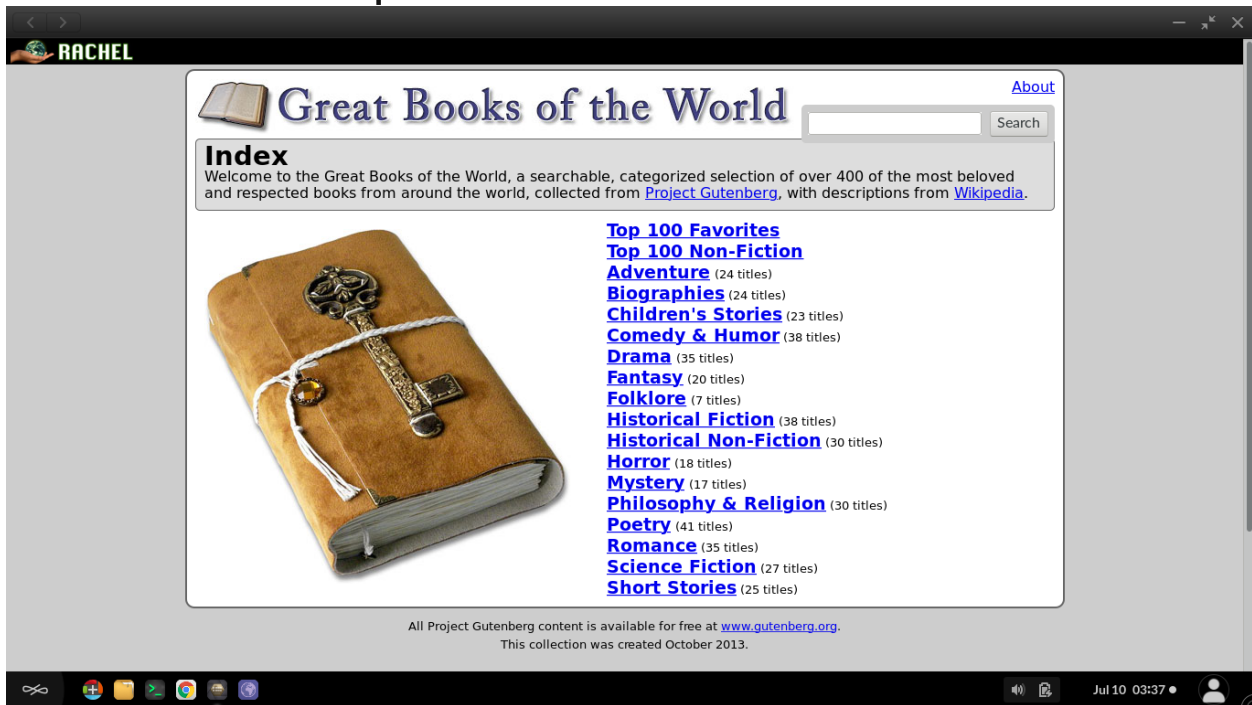 RACHEL
Great Books of the World
About
Search
Index
Welcome to the Great Books of the World, a searchable, categorized selection of over 400 of the most beloved
and respected books from around the world, collected from Project Gutenberg, with descriptions from Wikipedia.
Top 100 Favorites
Top 100 Non-Fiction
Adventure (24 titles)
Biographies (24 titles)
Children's Stories (23 titles)
Comedy & Humor (38 titles)
Drama (35 titles)
Fantasy (20 titles)
Folklore (7 titles)
Historical Fiction (38 titles)
Historical Non-Fiction (30 titles)
Horror (18 titles)
Mystery (17 titles)
Philosophy & Religion (30 titles)
Poetry (41 titles)
Romance (35 titles)
Science Fiction (27 titles)
Short Stories (25 titles)
All Project Gutenberg content is available for free at www.gutenberg.org.
This collection was created October 2013.
Jul 10 03:37